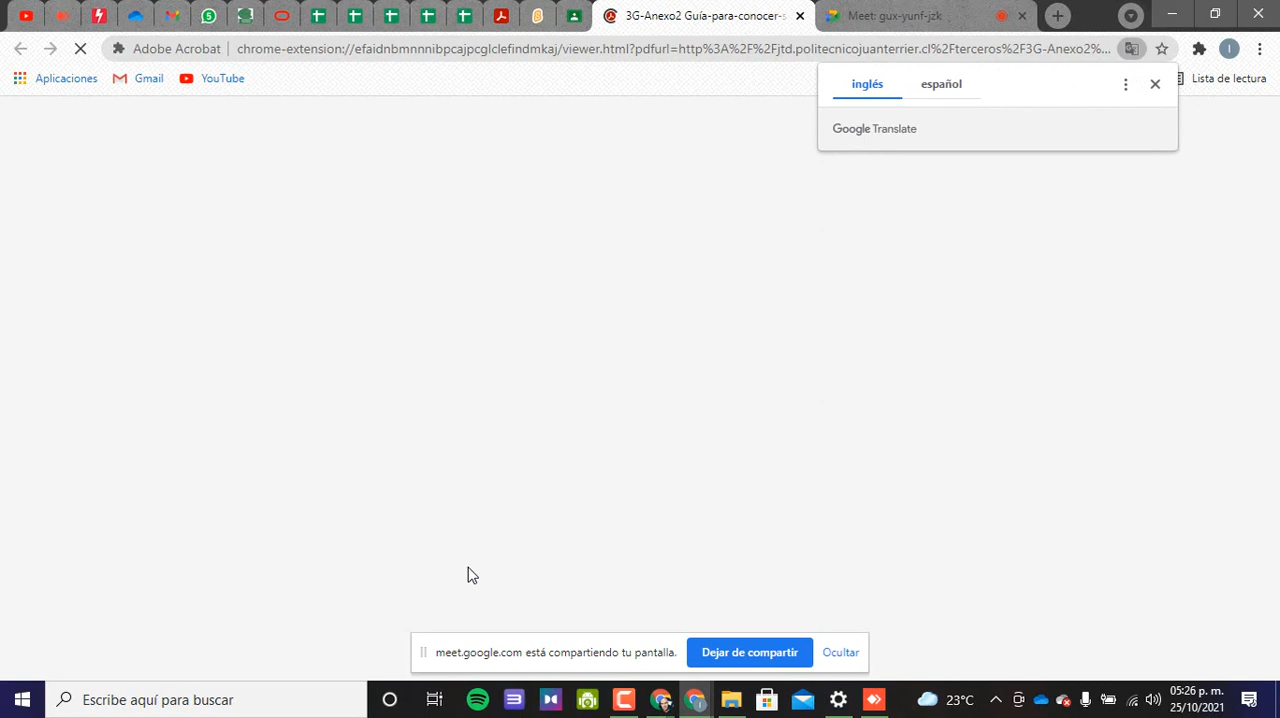 3G-Anexo2 Guía-para-conocer-s
Meet: gux-yunf-jzk
Adobe Acrobat
chrome-extension://efaidnbmnnnibpcajpcglclefindmkaj/viewer.html?pdfurl=http%3A%2F%2Fjtd.politecnicojuanterrier.cl%2Fterceros%2F3G-Anexo2%...
I
Aplicaciones
Gmail
YouTube
Lista de lectura
inglés
español
Google Translate
meet.google.com está compartiendo tu pantalla.
Dejar de compartir
Ocultar
Escribe aquí para buscar
23°C
05:26 p. m.
25/10/2021